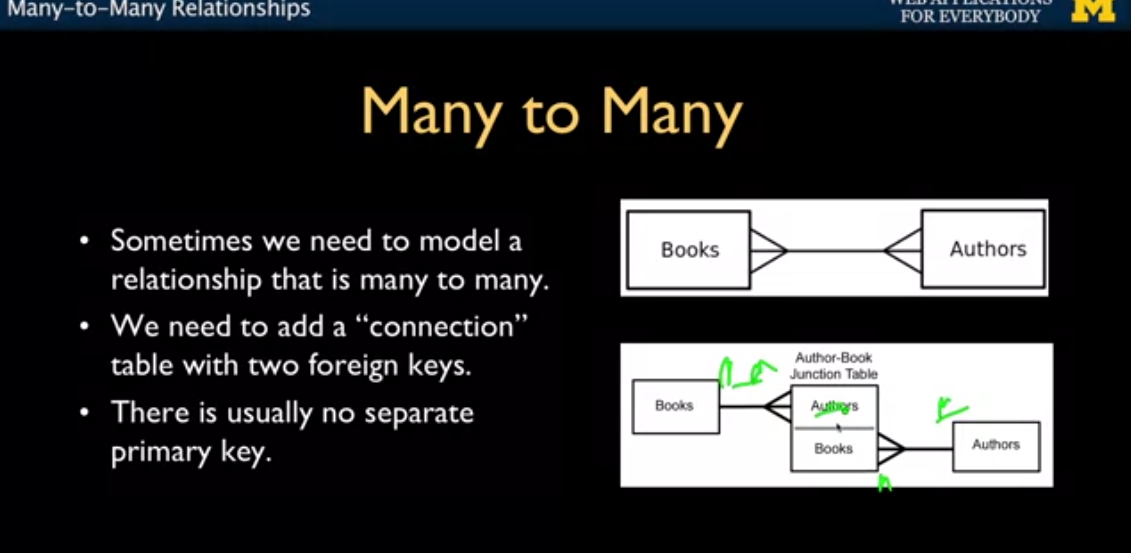 Many-to-Many Relationships
WEB APPLICATIONS
FOR EVERYBODY
M
Many to Many
• Sometimes we need to model a
relationship that is many to many.
• We need to add a “connection”
table with two foreign keys.
• There is usually no separate
primary key.
Books
Authors
Author-Book
Junction Table
Books
Authors
Books
Authors